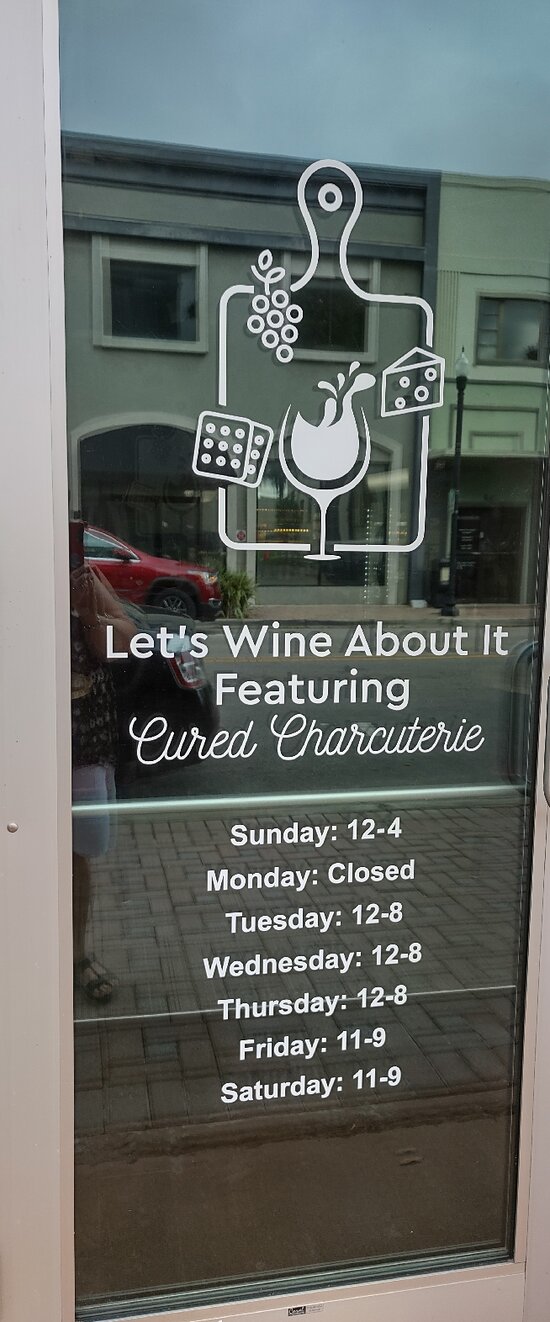 Let's Wine About It
Featuring
Cured Charcuterie
Sunday: 12-4
Monday: Closed
Tuesday: 12-8
Wednesday: 12-8
Thursday: 12-8
Friday: 11-9
Saturday: 11-9